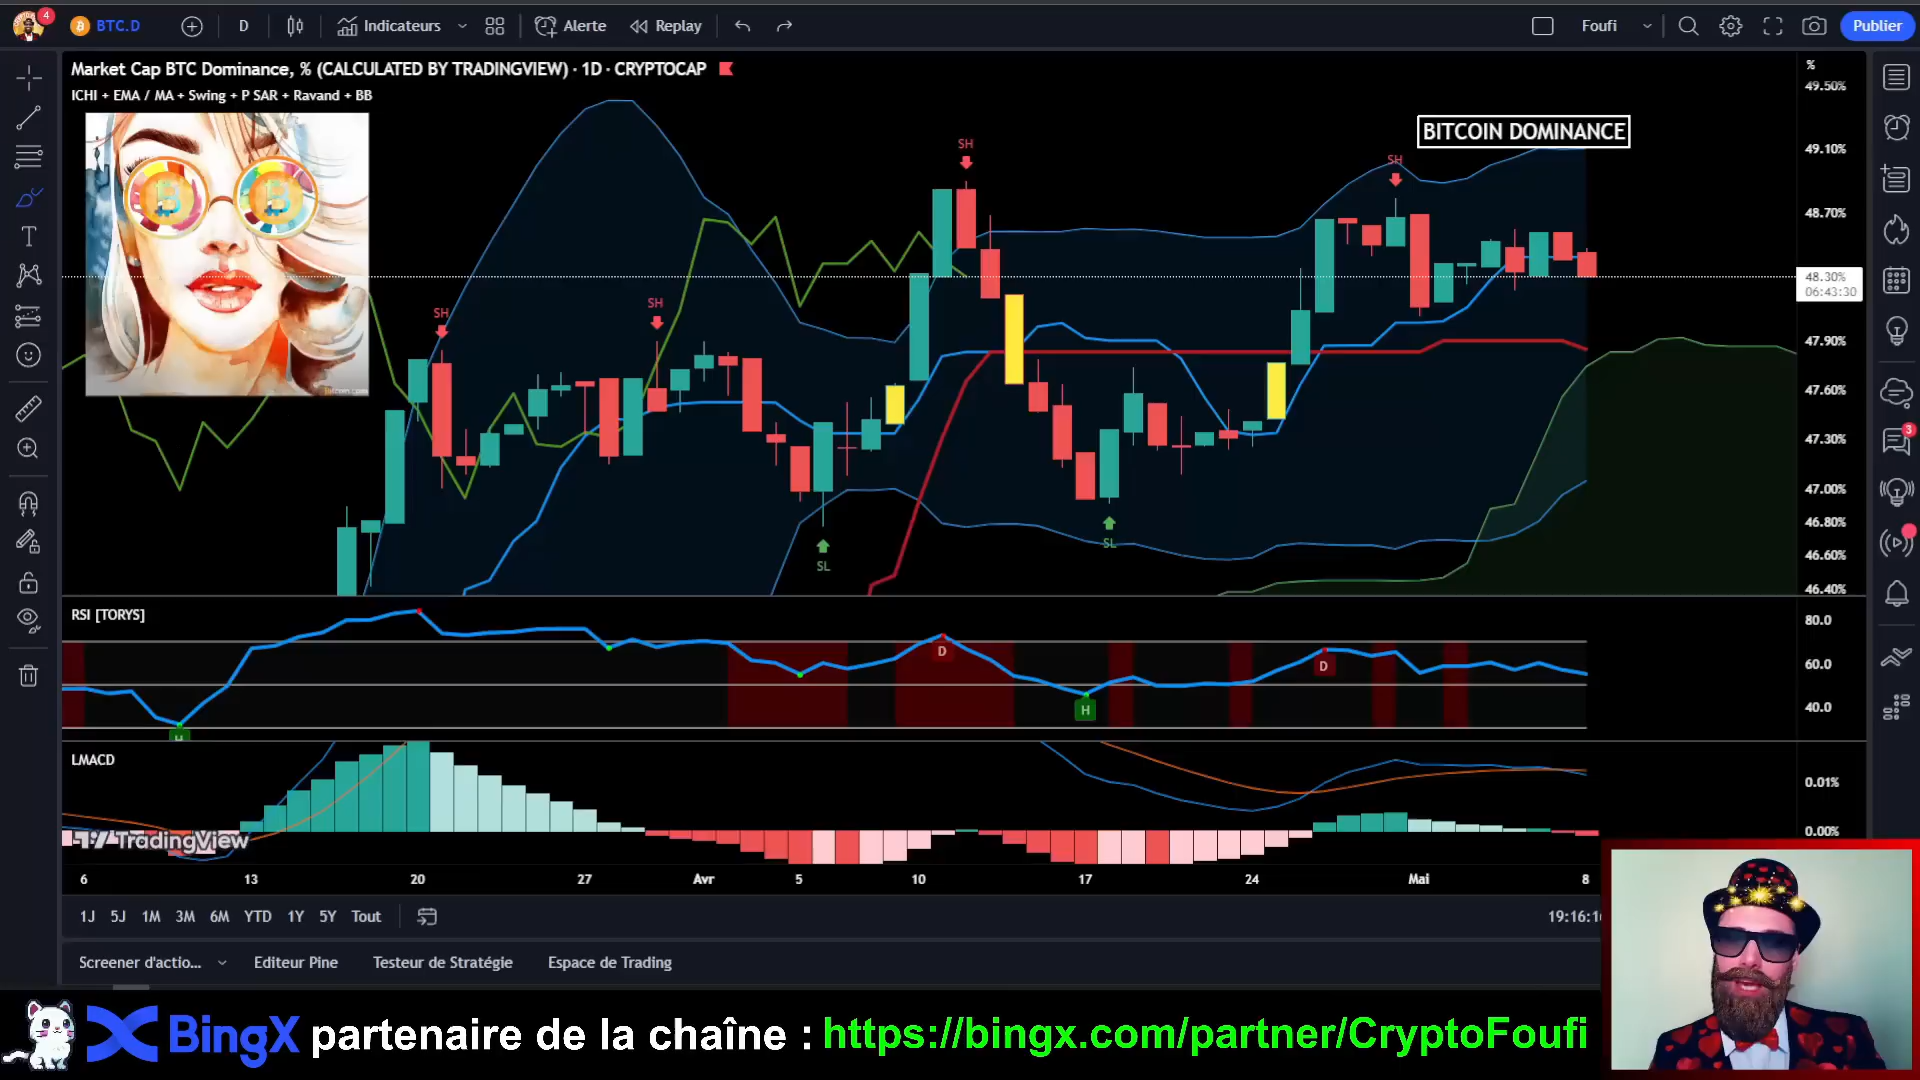 4
BTC.D
D
Indicateurs
Alerte
Replay
Foufi
Publier
Market Cap BTC Dominance, % (CALCULATED BY TRADINGVIEW) · 1D · CRYPTOCAP
ICHI + EMA / MA + Swing + P SAR + Ravand + BB
BITCOIN DOMINANCE
%
49.50%
49.10%
48.70%
48.30%
06:43:30
47.90%
47.60%
47.30%
47.00%
46.80%
46.60%
46.40%
SH
SH
SH
SH
SL
SL
3
RSI [TORYS]
80.0
60.0
40.0
D
D
H
H
LMACD
0.01%
0.00%
TradingView
6
13
20
27
Avr
5
10
17
24
Mai
8
1J
5J
1M
3M
6M
YTD
1Y
5Y
Tout
Screener d'actio...
Editeur Pine
Testeur de Stratégie
Espace de Trading
BingX partenaire de la chaîne : https://bingx.com/partner/CryptoFoufi